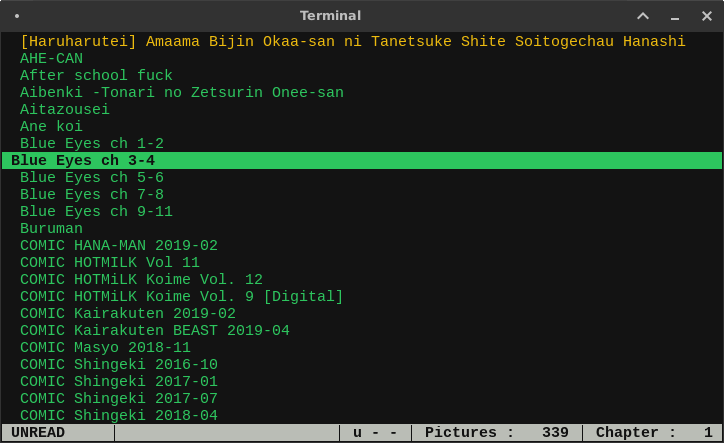 Terminal
[Haruharutei] Amaama Bijin Okaa-san ni Tanetsuke Shite Soitogechau Hanashi
AHE-CAN
After school fuck
Aibenki -Tonari no Zetsurin Onee-san
Aitazousei
Ane koi
Blue Eyes ch 1-2
Blue Eyes ch 3-4
Blue Eyes ch 5-6
Blue Eyes ch 7-8
Blue Eyes ch 9-11
Buruman
COMIC HANA-MAN 2019-02
COMIC HOTMILK Vol 11
COMIC HOTMiLK Koime Vol. 12
COMIC HOTMiLK Koime Vol. 9 [Digital]
COMIC Kairakuten 2019-02
COMIC Kairakuten BEAST 2019-04
COMIC Masyo 2018-11
COMIC Shingeki 2016-10
COMIC Shingeki 2017-01
COMIC Shingeki 2017-07
COMIC Shingeki 2018-04
UNREAD | | u - - | Pictures : 339 | Chapter : 1